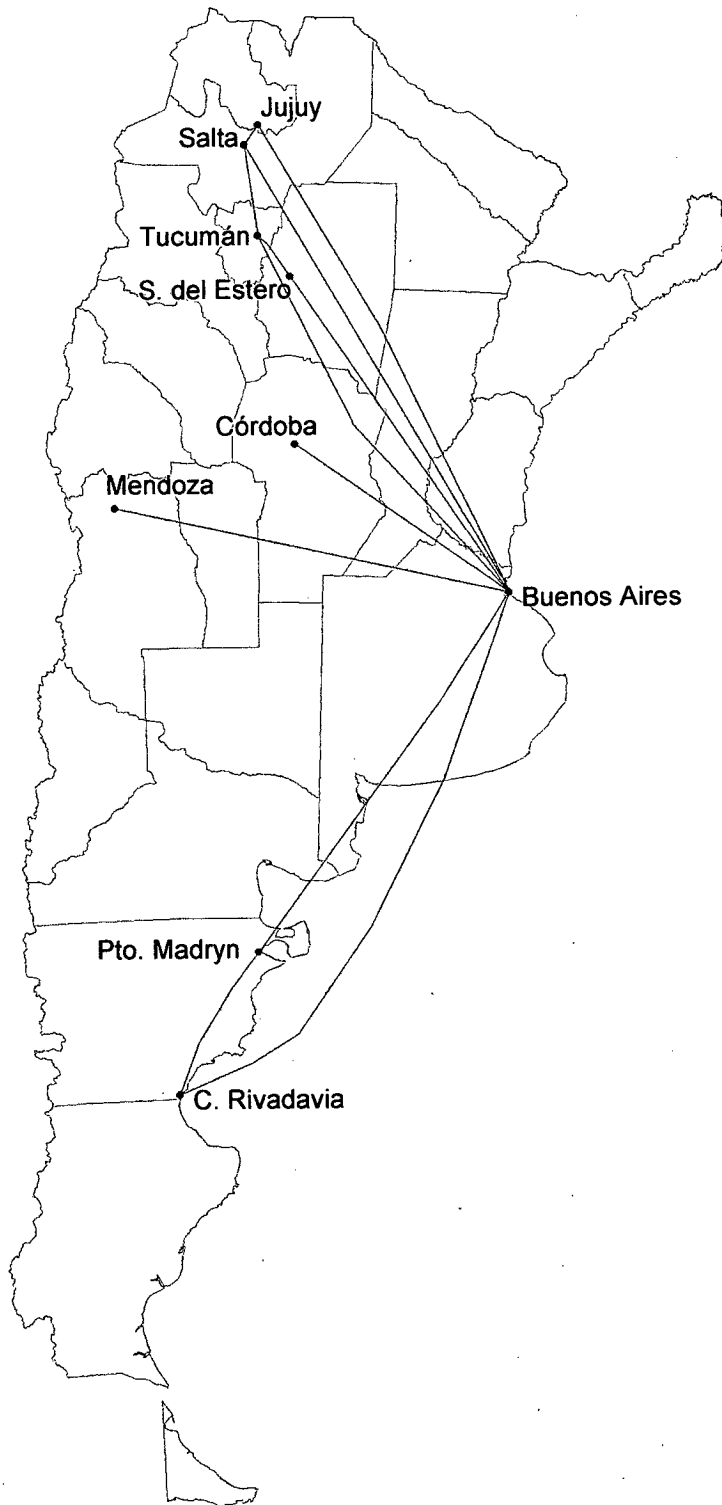 Jujuy
Salta
Tucumán
S. del Estero
Córdoba
Mendoza
Buenos Aires
Pto. Madryn
C. Rivadavia